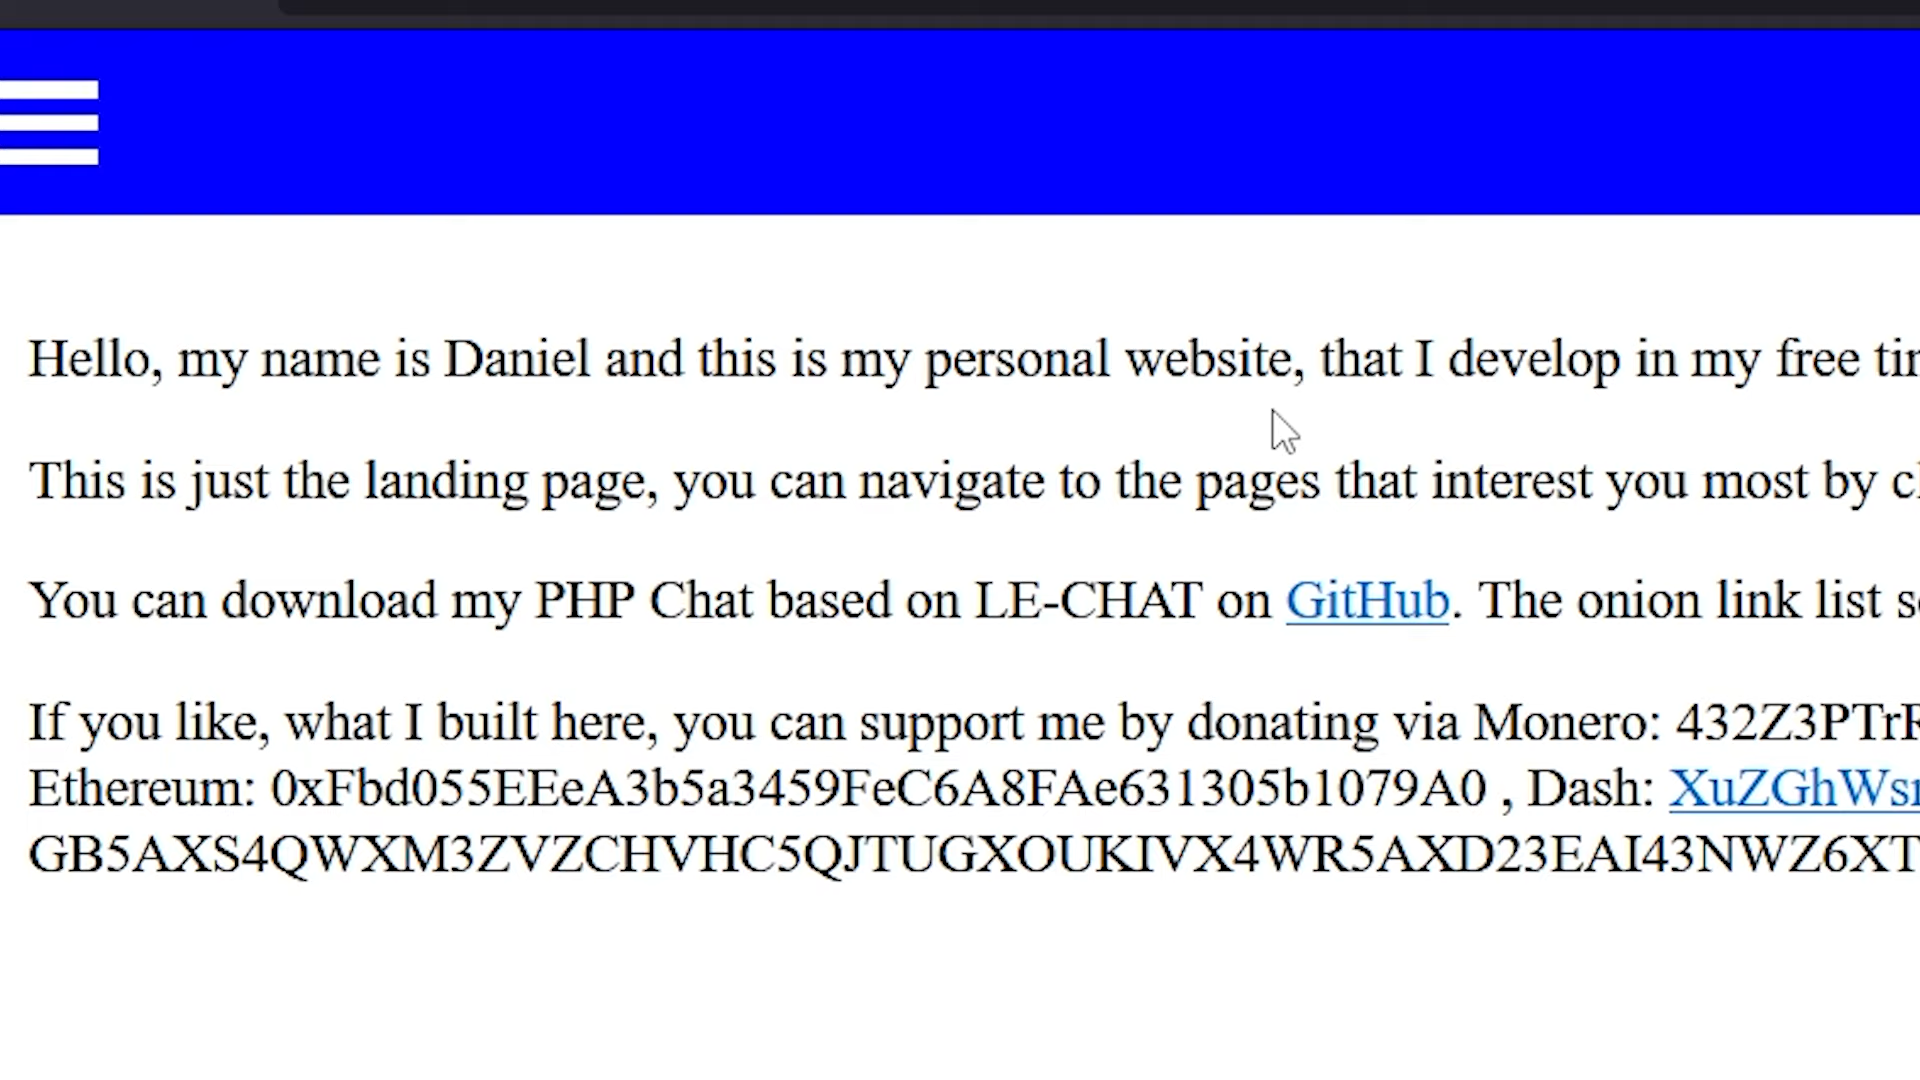 Hello, my name is Daniel and this is my personal website, that I develop in my free
This is just the landing page, you can navigate to the pages that interest you most by
You can download my PHP Chat based on LE-CHAT on GitHub. The onion link list
If you like, what I built here, you can support me by donating via Monero: 432Z3PTrR
Ethereum: 0xFbd055EEeA3b5a3459FeC6A8FAe631305b1079A0 , Dash: XuZGhWsr
GB5AXS4QWXM3ZVZCHVHC5QJTUGXOUKIVX4WR5AXD23EAI43NWZ6XT